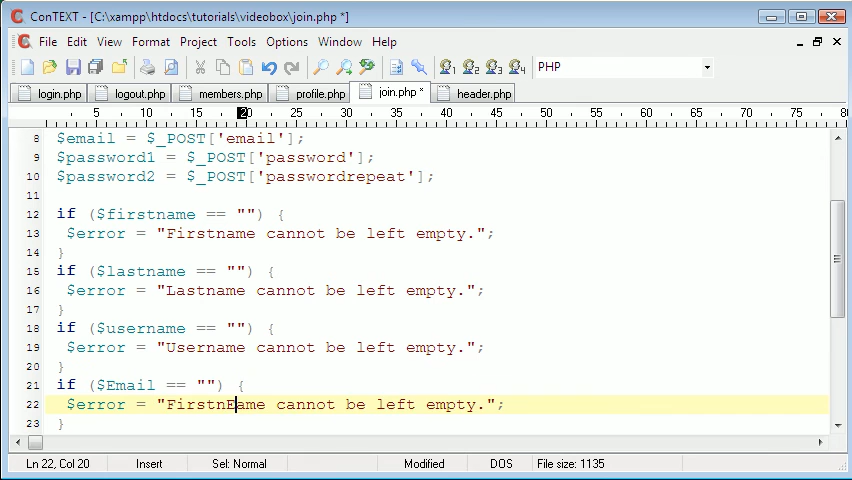 ConTEXT - [C:\xampp\htdocs\tutorials\videobox\join.php *]
File Edit View Format Project Tools Options Window Help
1 2 3 4 PHP
login.php logout.php members.php profile.php join.php * header.php
5 10 15 20 25 30 35 40 45 50 55 60 65 70 75 80
8 $email = $_POST['email'];
9 $password1 = $_POST['password'];
10 $password2 = $_POST['passwordrepeat'];
11
12 if ($firstname == "") {
13 $error = "Firstname cannot be left empty.";
14 }
15 if ($lastname == "") {
16 $error = "Lastname cannot be left empty.";
17 }
18 if ($username == "") {
19 $error = "Username cannot be left empty.";
20 }
21 if ($Email == "") {
22 $error = "FirstnEame cannot be left empty.";
23 }
Ln 22, Col 20 Insert Sel: Normal Modified DOS File size: 1135